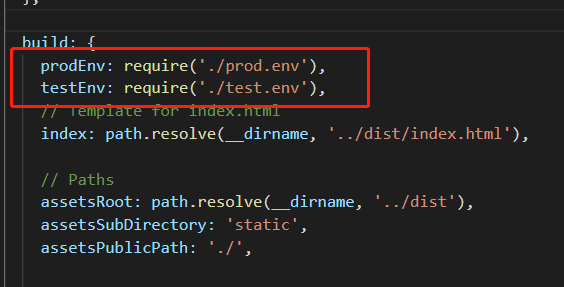 },
build: {
prodEnv: require('./prod.env'),
testEnv: require('./test.env'),
// Template for index.html
index: path.resolve(__dirname, '../dist/index.html'),
// Paths
assetsRoot: path.resolve(__dirname, '../dist'),
assetsSubDirectory: 'static',
assetsPublicPath: './',